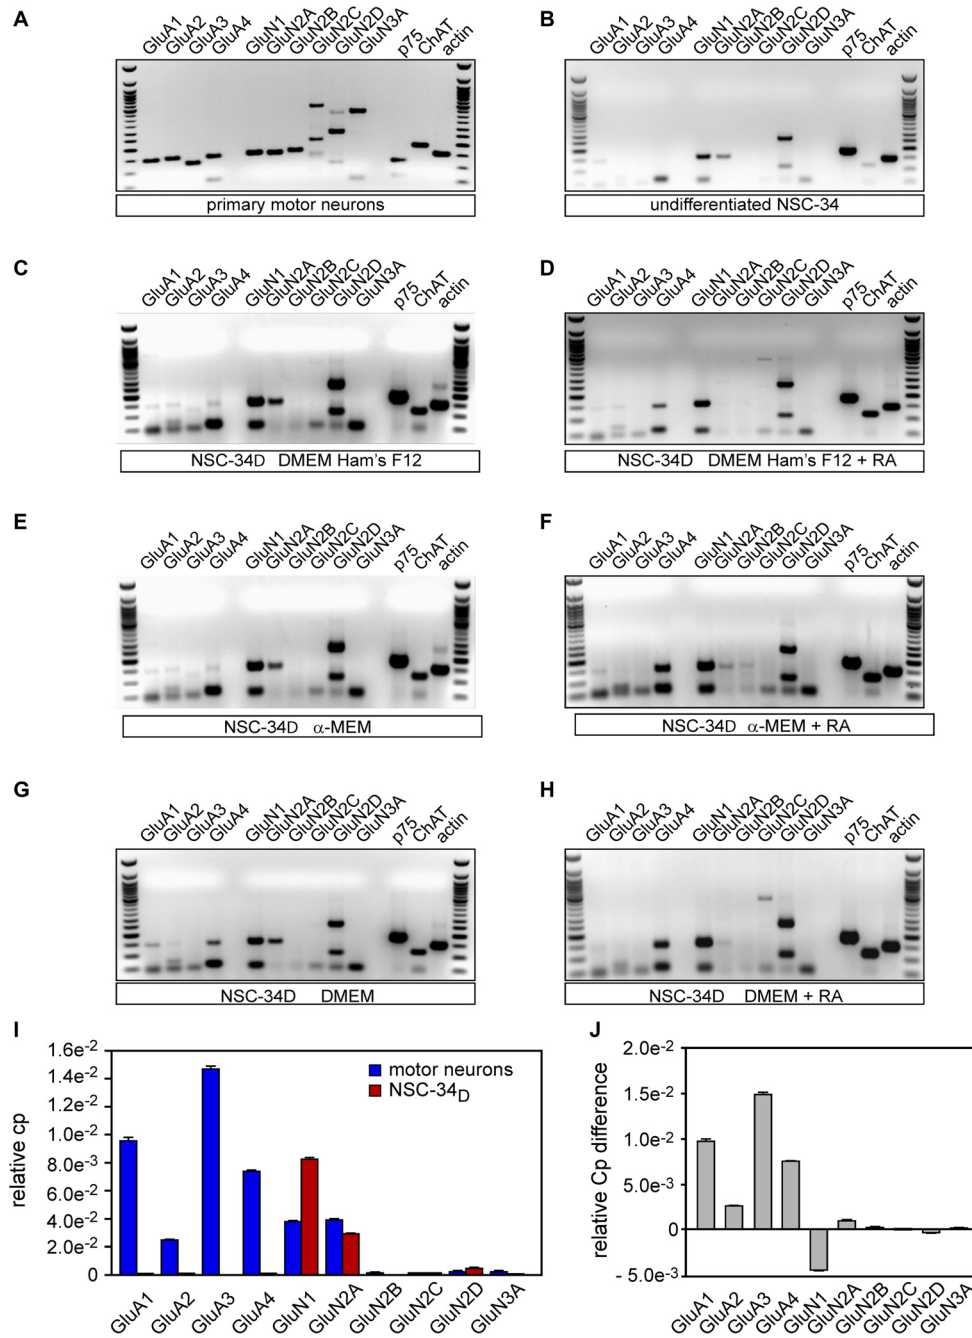 A
GluA1 GluA2 GluA3 GluA4 GluN1 GluN2A GluN2B GluN2C GluN2D GluN3A p75 ChAT actin
primary motor neurons
B
GluA1 GluA2 GluA3 GluA4 GluN1 GluN2A GluN2B GluN2C GluN2D GluN3A p75 ChAT actin
undifferentiated NSC-34
C
GluA1 GluA2 GluA3 GluA4 GluN1 GluN2A GluN2B GluN2C GluN2D GluN3A p75 ChAT actin
NSC-34D DMEM Ham's F12
D
GluA1 GluA2 GluA3 GluA4 GluN1 GluN2A GluN2B GluN2C GluN2D GluN3A p75 ChAT actin
NSC-34D DMEM Ham's F12 + RA
E
GluA1 GluA2 GluA3 GluA4 GluN1 GluN2A GluN2B GluN2C GluN2D GluN3A p75 ChAT actin
NSC-34D α-MEM
F
GluA1 GluA2 GluA3 GluA4 GluN1 GluN2A GluN2B GluN2C GluN2D GluN3A p75 ChAT actin
NSC-34D α-MEM + RA
G
GluA1 GluA2 GluA3 GluA4 GluN1 GluN2A GluN2B GluN2C GluN2D GluN3A p75 ChAT actin
NSC-34D DMEM
H
GluA1 GluA2 GluA3 GluA4 GluN1 GluN2A GluN2B GluN2C GluN2D GluN3A p75 ChAT actin
NSC-34D DMEM + RA
I
relative cp
1.6e-2
1.4e-2
1.2e-2
1.0e-2
8.0e-3
6.0e-2
4.0e-2
2.0e-2
0
motor neurons
NSC-34D
GluA1 GluA2 GluA3 GluA4 GluN1 GluN2A GluN2B GluN2C GluN2D GluN3A
J
relative Cp difference
2.0e-2
1.5e-2
1.0e-2
5.0e-3
0
- 5.0e-3
GluA1 GluA2 GluA3 GluA4 GluN1 GluN2A GluN2B GluN2C GluN2D GluN3A